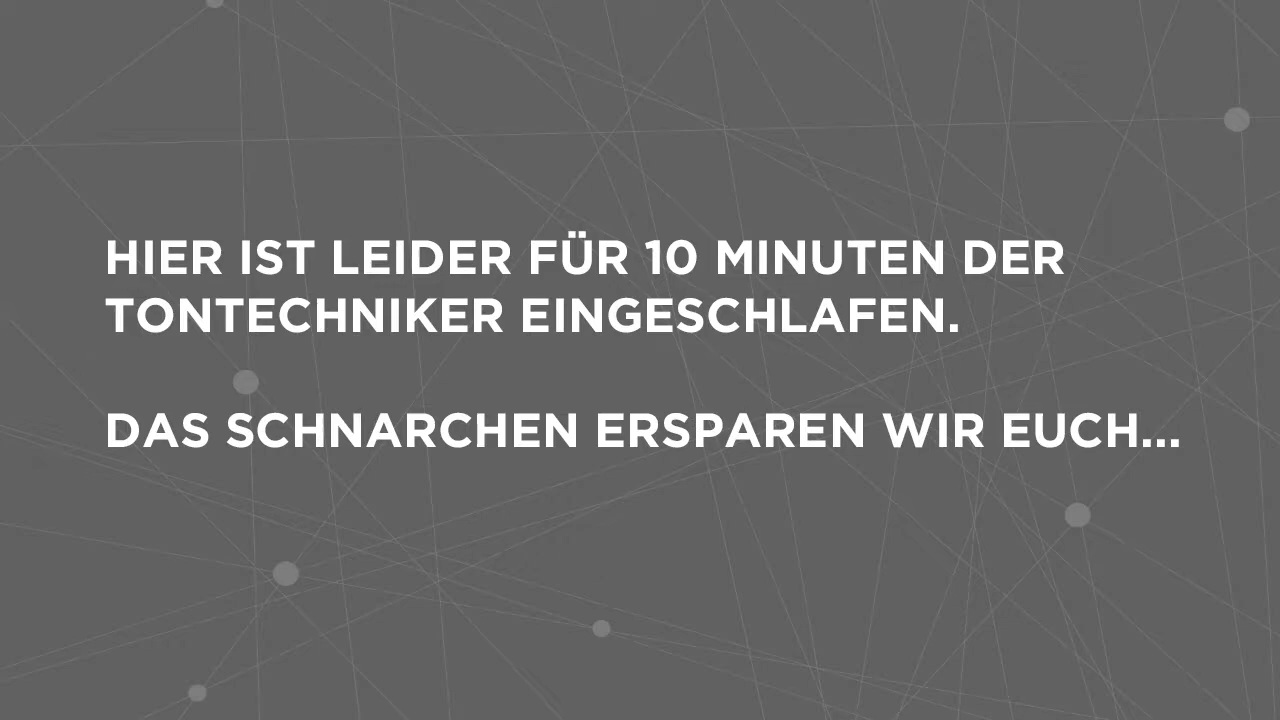 HIER IST LEIDER FÜR 10 MINUTEN DER
TONTECHNIKER EINGESCHLAFEN.
DAS SCHNARCHEN ERSPAREN WIR EUCH...